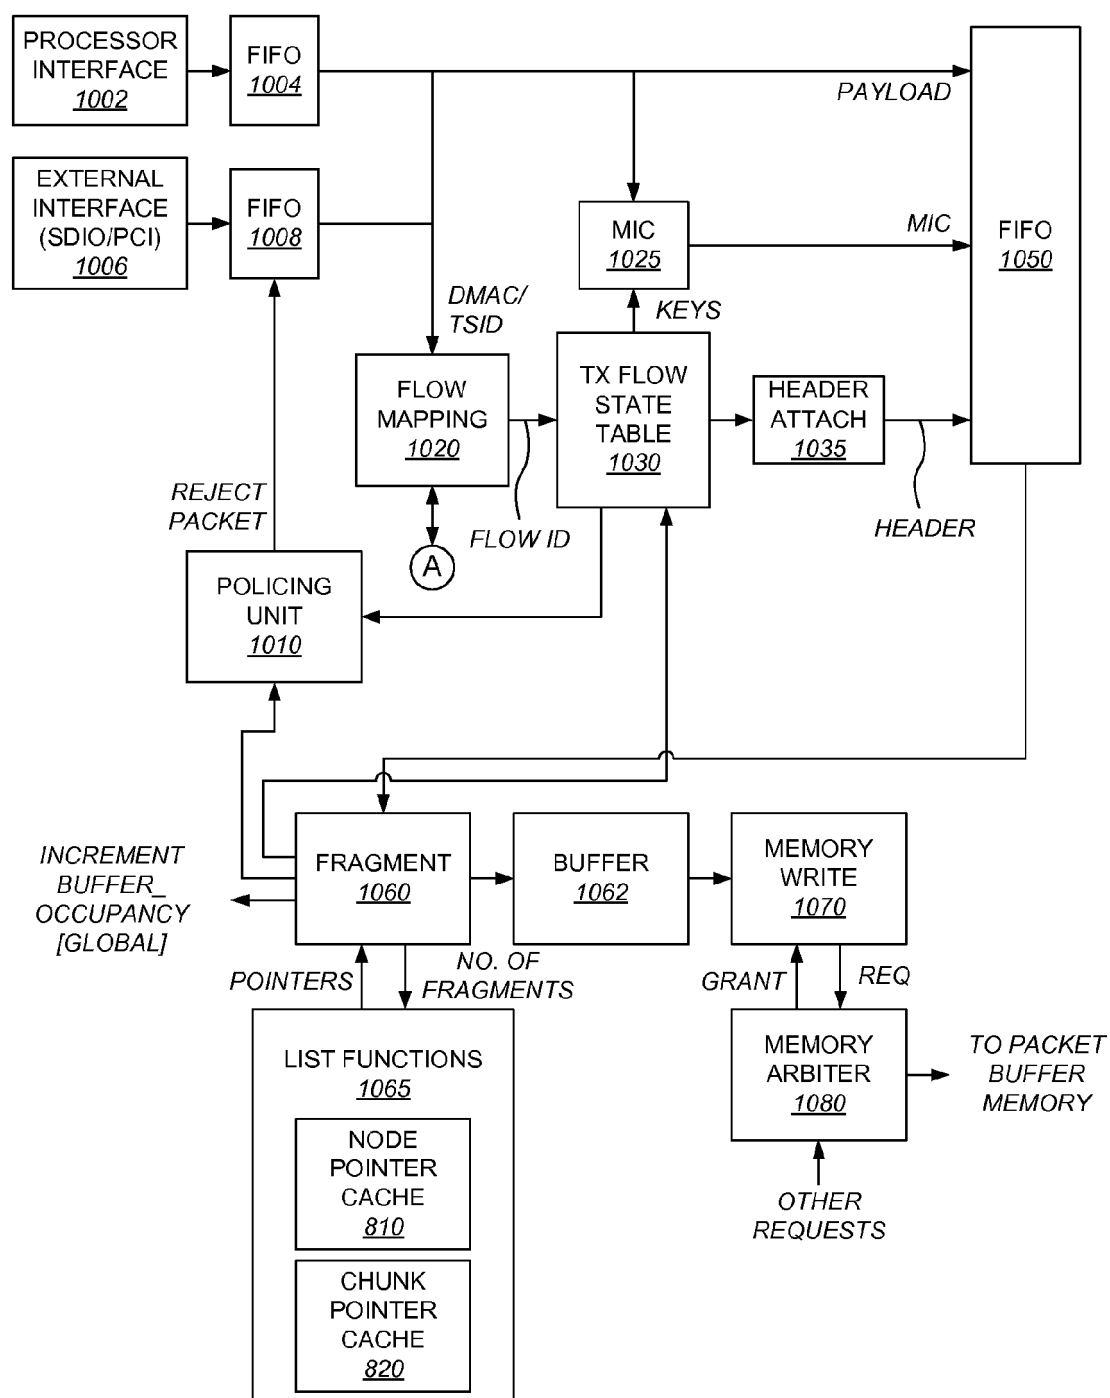 PROCESSOR
INTERFACE
1002
FIFO
1004
PAYLOAD
EXTERNAL
INTERFACE
(SDIO/PCI)
1006
FIFO
1008
MIC
1025
MIC
FIFO
1050
KEYS
DMAC/
TSID
FLOW
MAPPING
1020
TX FLOW
STATE
TABLE
1030
HEADER
ATTACH
1035
REJECT
PACKET
FLOW ID
HEADER
A
POLICING
UNIT
1010
INCREMENT
BUFFER_
OCCUPANCY
[GLOBAL]
FRAGMENT
1060
BUFFER
1062
MEMORY
WRITE
1070
POINTERS
NO. OF
FRAGMENTS
GRANT
REQ
LIST FUNCTIONS
1065
MEMORY
ARBITER
1080
TO PACKET
BUFFER
MEMORY
NODE
POINTER
CACHE
810
OTHER
REQUESTS
CHUNK
POINTER
CACHE
820